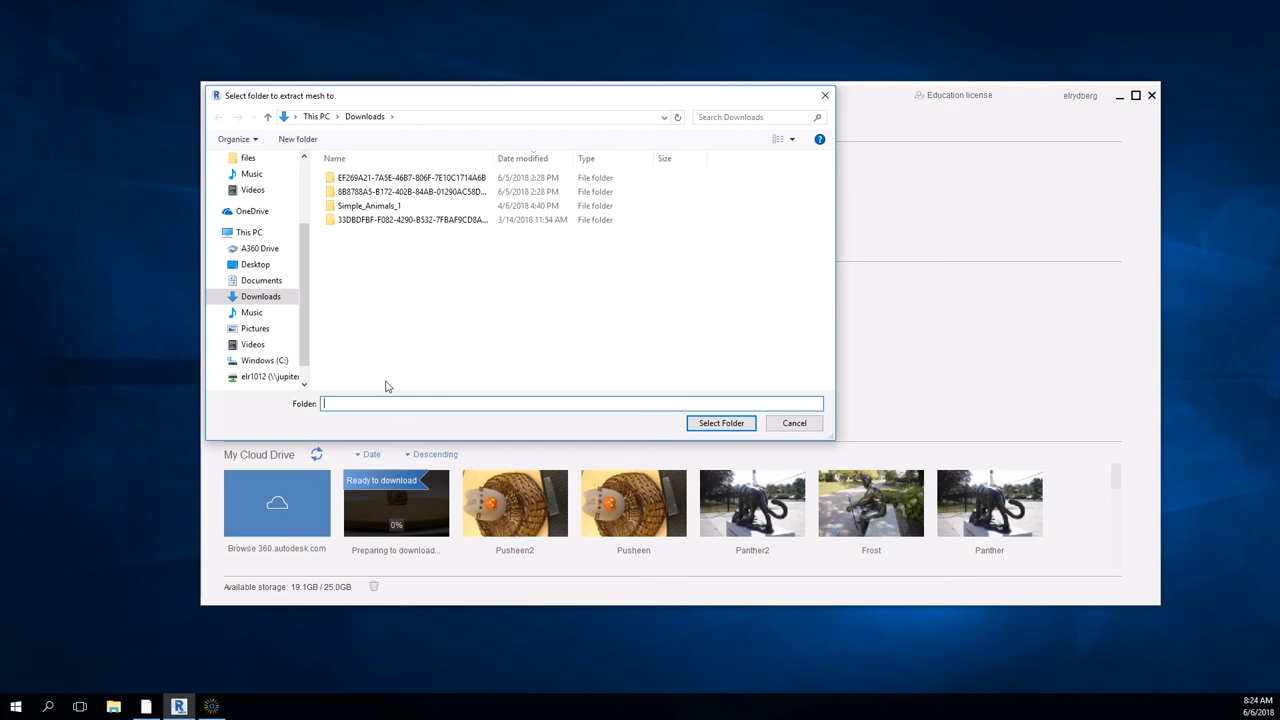 Select folder to extract mesh to
Education license
elrydberg
This PC > Downloads >
Search Downloads
Organize
New folder
files
Music
Videos
OneDrive
This PC
A360 Drive
Desktop
Documents
Downloads
Music
Pictures
Videos
Windows (C:)
elr1012 (\\jupiter
Name Date modified Type Size
EF269A21-7A5E-46B7-806F-7E10C1714A6B 6/5/2018 2:28 PM File folder
8B8788A5-B172-402B-84AB-01290AC58D... 6/5/2018 2:28 PM File folder
Simple_Animals_1 4/6/2018 4:40 PM File folder
33DBDFBF-F082-4290-B532-7FBAF9CD8A... 3/14/2018 11:54 AM File folder
Folder:
Select Folder
Cancel
My Cloud Drive
Date
Descending
Ready to download
0%
Browse 360.autodesk.com
Preparing to download...
Pusheen2
Pusheen
Panther2
Frost
Panther
Available storage: 19.1GB / 25.0GB
8:24 AM
6/6/2018